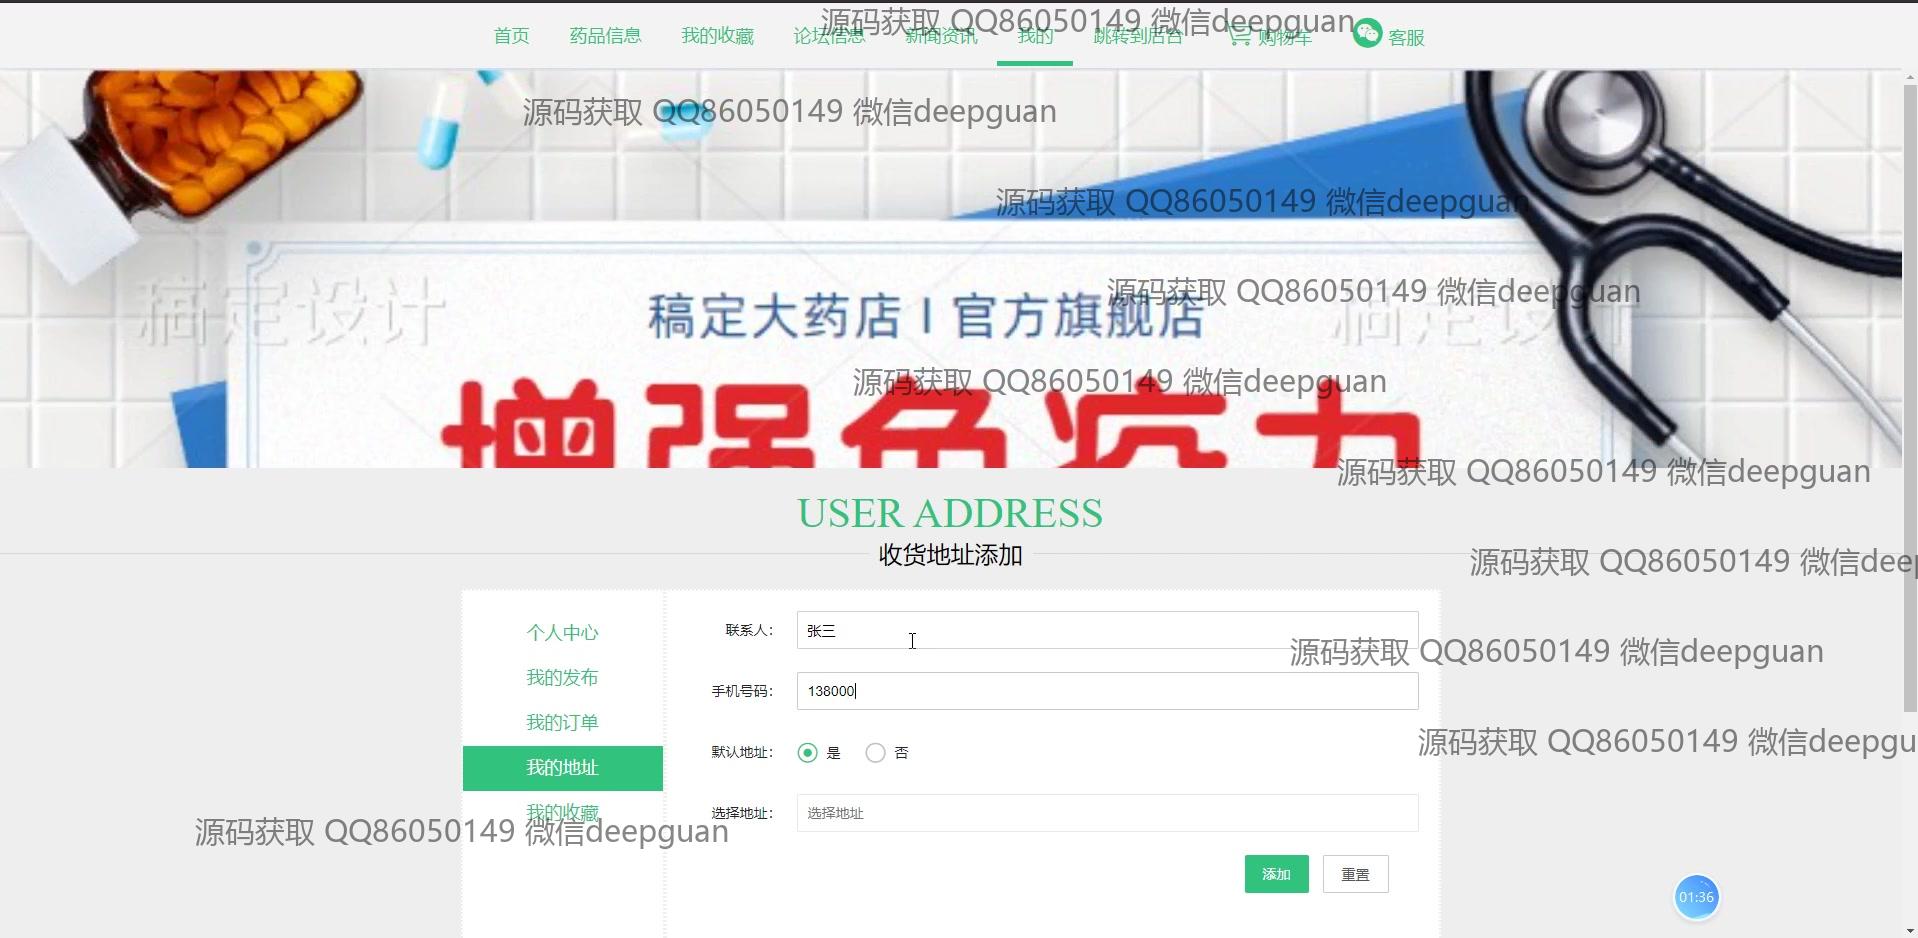 源码获取 QQ86050149 微信deepguan
首页 药品信息 我的收藏 论坛信息 新闻资讯 我的 跳转到后台 购物车 客服
源码获取 QQ86050149 微信deepguan
源码获取 QQ86050149 微信deepguan
源码获取 QQ86050149 微信deepguan
稿定设计 稿定大药店 | 官方旗舰店 稿定设计
源码获取 QQ86050149 微信deepguan
增强免疫力
源码获取 QQ86050149 微信deepguan
USER ADDRESS
收货地址添加
源码获取 QQ86050149 微信deep
个人中心
我的发布
我的订单
我的地址
我的收藏
联系人： 张三
源码获取 QQ86050149 微信deepguan
手机号码： 138000
默认地址： 是 否
源码获取 QQ86050149 微信deepgu
选择地址： 选择地址
源码获取 QQ86050149 微信deepguan
添加 重置
01:36